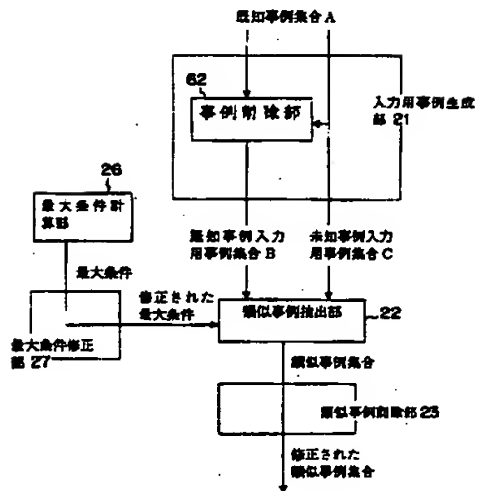 既知事例集合A
62
事例削除部
入力用事例生成
部 21
26
最大条件計
算部
既知事例入力
用事例集合B
未知事例入力
用事例集合C
最大条件
修正された
最大条件
類似事例抽出部
22
最大条件修正
部 27
類似事例集合
類似事例削除部 23
修正された
類似事例集合